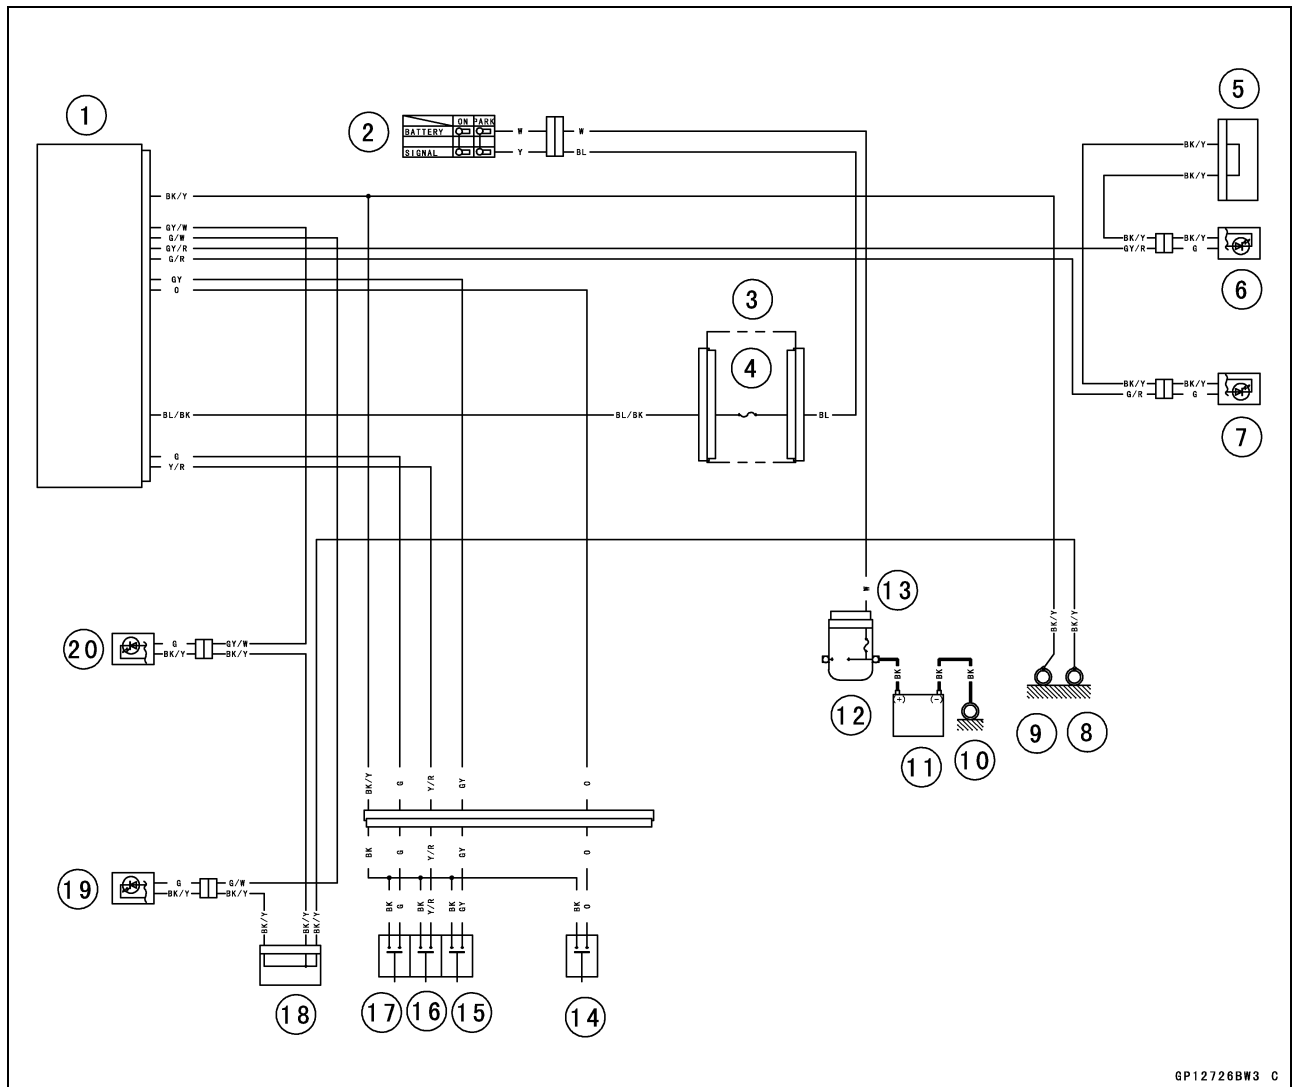 1
2
ON PARK
BATTERY
SIGNAL
W W
Y BL
5
BK/Y
BK/Y
BK/Y
GY/W
G/W
GY/R
G/R
GY
O
BK/Y BK/Y
GY/R G
6
3
4
BK/Y BK/Y
G/R G
7
BL/BK BL/BK BL
G
Y/R
W 13
20
G GY/W
BK/Y BK/Y
BK/Y BK/Y
BK BK
(+) (-)
12
11
10
9
8
BK/Y G Y/R GY O
BK G Y/R GY O
19
G G/W
BK/Y BK/Y
BK/Y BK/Y BK/Y
BK G BK Y/R BK GY BK O
18
17
16
15
14
GP12726BW3 C